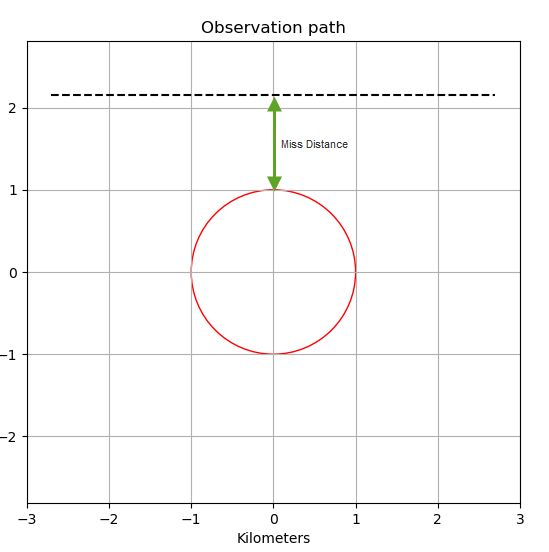 Observation path
2
Miss Distance
1
0
−1
−2
−3 −2 −1 0 1 2 3
Kilometers